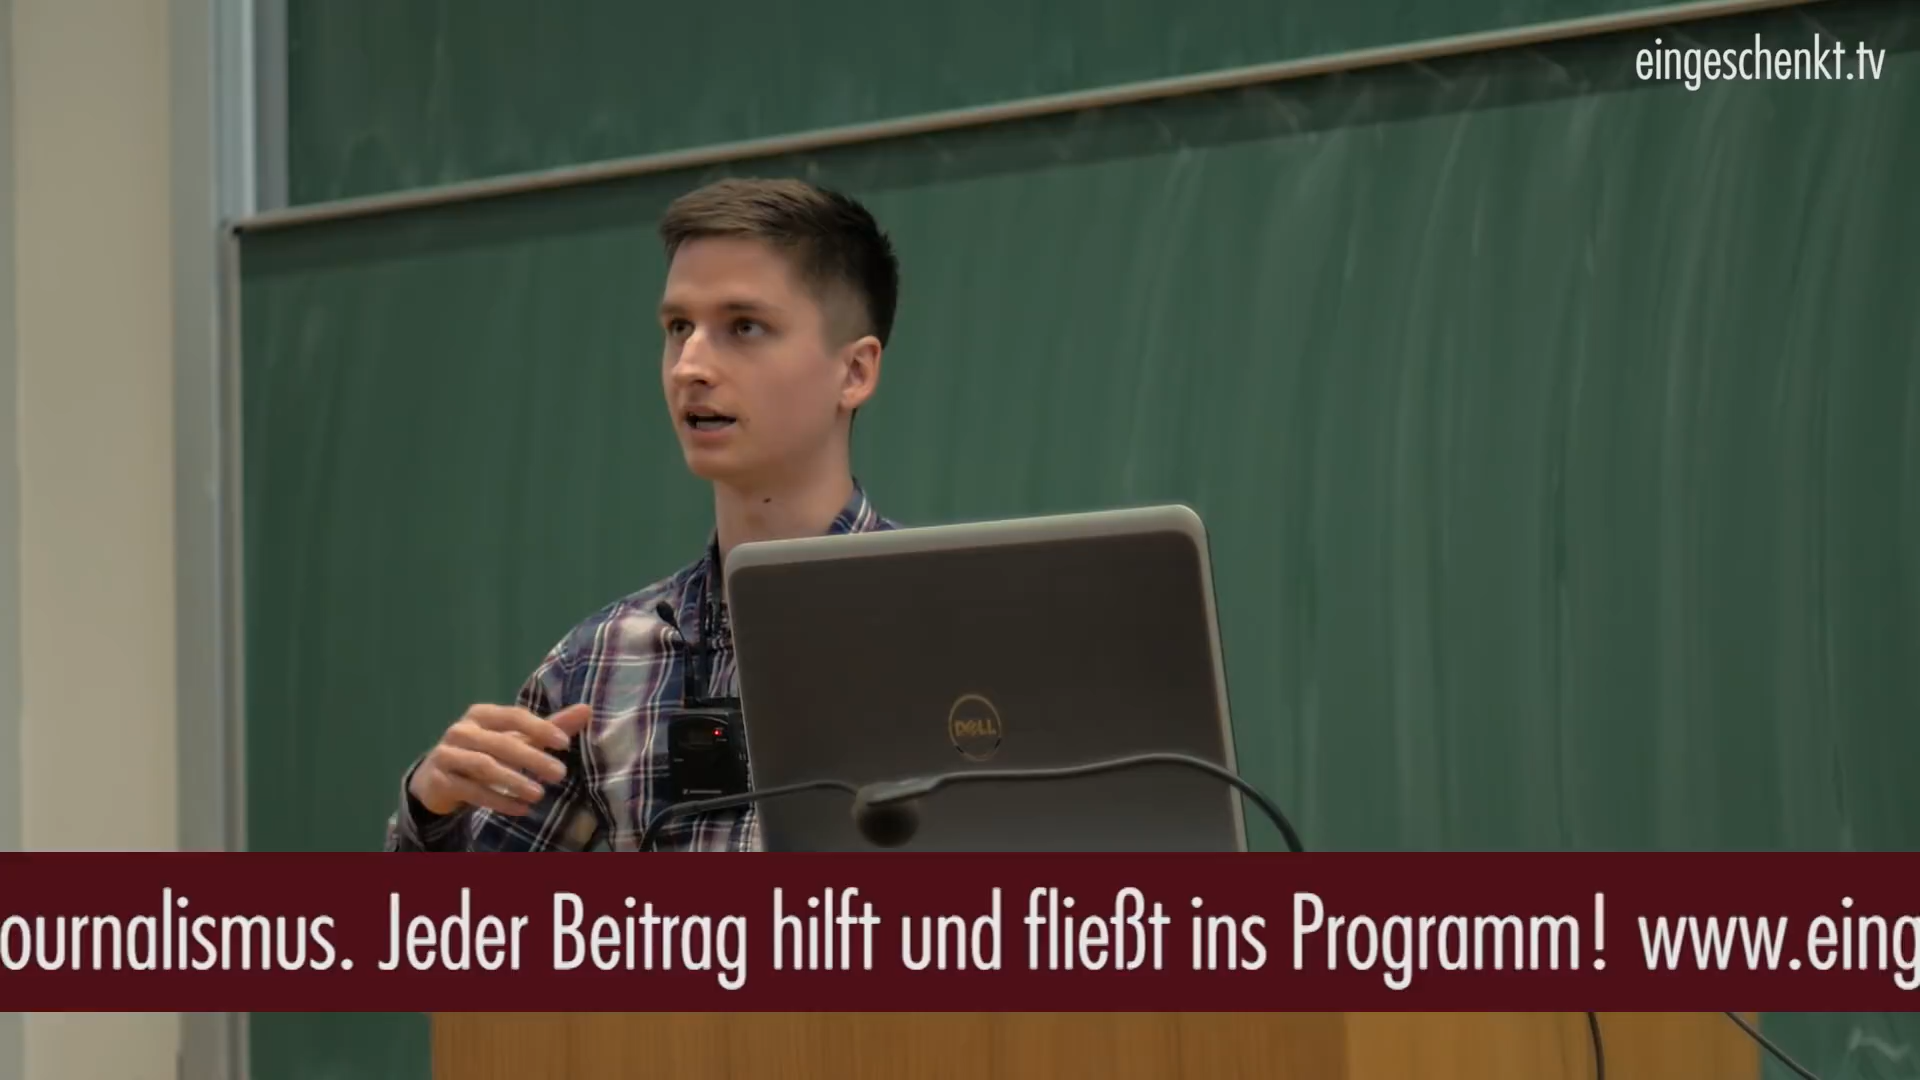 eingeschenkt.tv
DELL
ournalismus. Jeder Beitrag hilft und fließt ins Programm! www.eing